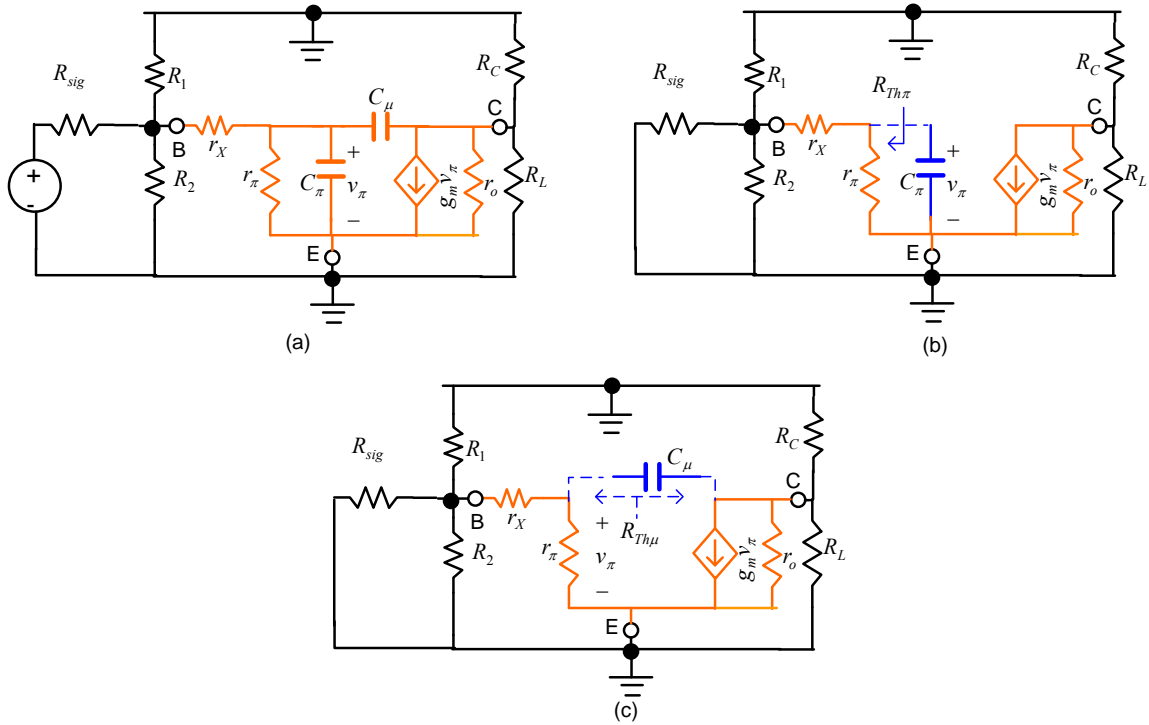 R_sig
R_1
R_2
+
-
B
r_X
r_π
C_π
+
v_π
−
C_μ
g_m v_π
r_o
C
R_C
R_L
E
(a)
R_sig
R_1
R_2
B
r_X
r_π
R_Thπ
C_π
+
v_π
−
g_m v_π
r_o
C
R_C
R_L
E
(b)
R_sig
R_1
R_2
B
r_X
r_π
+
v_π
−
C_μ
R_Thμ
g_m v_π
r_o
C
R_C
R_L
E
(c)